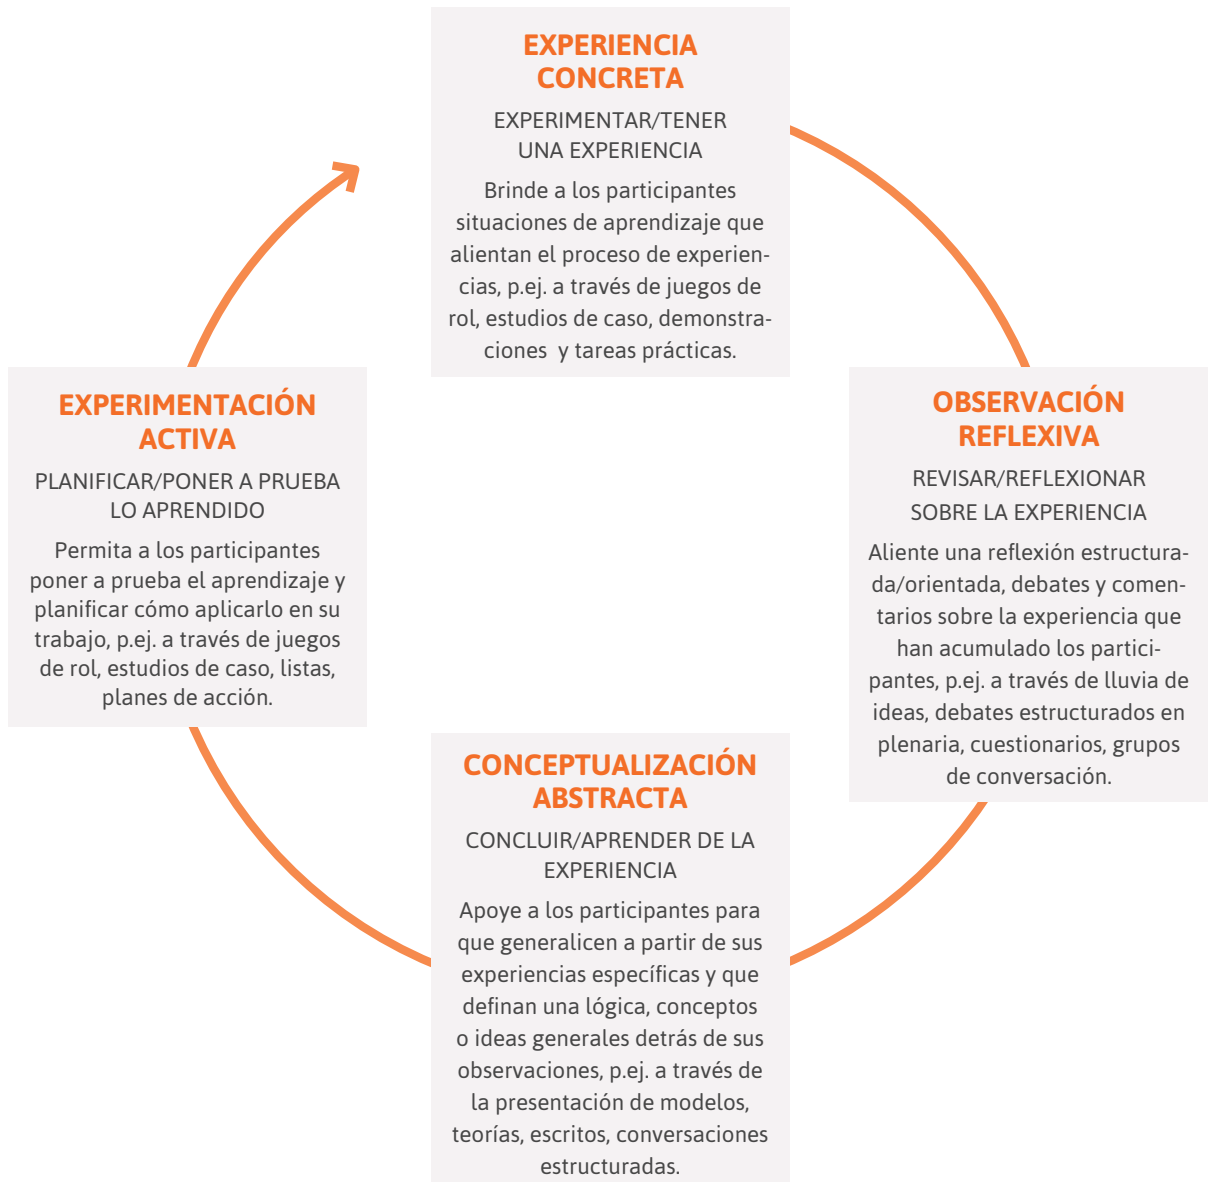 EXPERIENCIA
CONCRETA
EXPERIMENTAR/TENER
UNA EXPERIENCIA
Brinde a los participantes
situaciones de aprendizaje que
alientan el proceso de experien-
cias, p.ej. a través de juegos de
rol, estudios de caso, demonstra-
ciones y tareas prácticas.
OBSERVACIÓN
REFLEXIVA
REVISAR/REFLEXIONAR
SOBRE LA EXPERIENCIA
Aliente una reflexión estructura-
da/orientada, debates y comen-
tarios sobre la experiencia que
han acumulado los partici-
pantes, p.ej. a través de lluvia de
ideas, debates estructurados en
plenaria, cuestionarios, grupos
de conversación.
CONCEPTUALIZACIÓN
ABSTRACTA
CONCLUIR/APRENDER DE LA
EXPERIENCIA
Apoye a los participantes para
que generalicen a partir de sus
experiencias específicas y que
definan una lógica, conceptos
o ideas generales detrás de sus
observaciones, p.ej. a través de
la presentación de modelos,
teorías, escritos, conversaciones
estructuradas.
EXPERIMENTACIÓN
ACTIVA
PLANIFICAR/PONER A PRUEBA
LO APRENDIDO
Permita a los participantes
poner a prueba el aprendizaje y
planificar cómo aplicarlo en su
trabajo, p.ej. a través de juegos
de rol, estudios de caso, listas,
planes de acción.